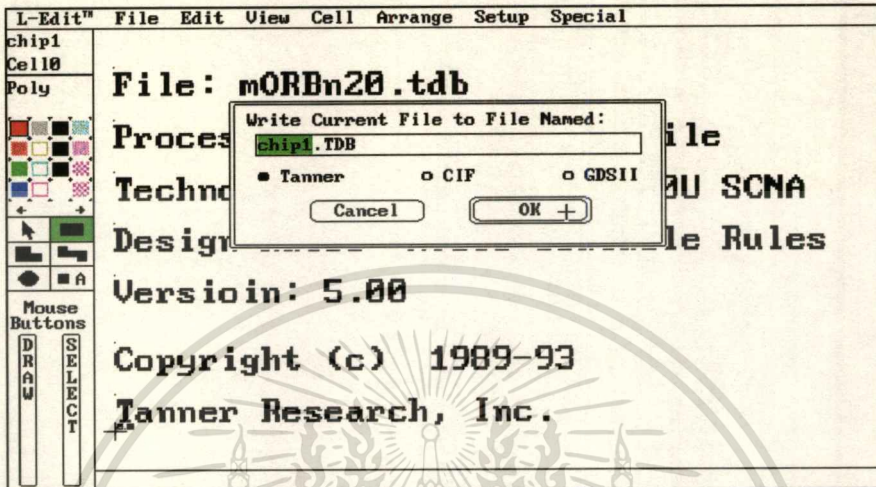 L-Edit™ File Edit View Cell Arrange Setup Special
chip1
Cell0
Poly
File: mORBn20.tdb
Write Current File to File Named:
chip1.TDB
Tanner CIF GDSII
Cancel OK
Proces ile
Techno 0U SCNA
Design le Rules
Versioin: 5.00
Copyright (c) 1989-93
Tanner Research, Inc.
A
Mouse
Buttons
DRAW
SELECT